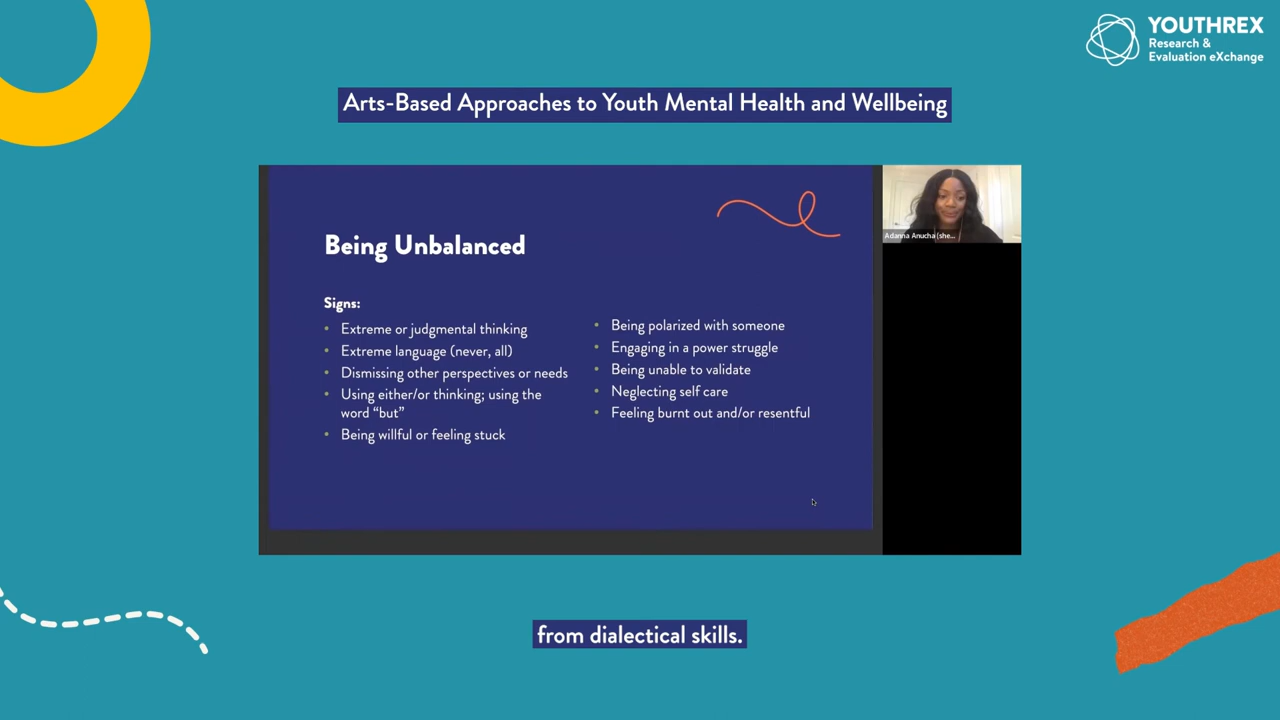 YOUTHREX
Research &
Evaluation eXchange
Arts-Based Approaches to Youth Mental Health and Wellbeing
Being Unbalanced
Signs:
• Extreme or judgmental thinking
• Extreme language (never, all)
• Dismissing other perspectives or needs
• Using either/or thinking; using the
word “but”
• Being willful or feeling stuck
• Being polarized with someone
• Engaging in a power struggle
• Being unable to validate
• Neglecting self care
• Feeling burnt out and/or resentful
Adanna Anucha (she...
from dialectical skills.